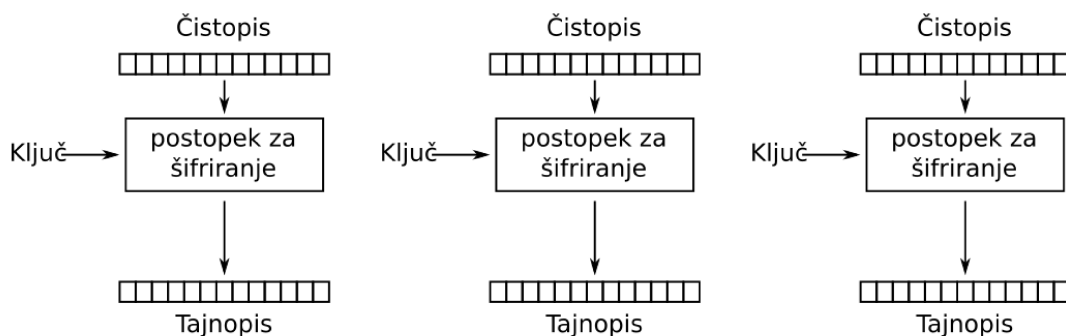 Čistopis
Ključ
postopek za
šifriranje
Tajnopis
Čistopis
Ključ
postopek za
šifriranje
Tajnopis
Čistopis
Ključ
postopek za
šifriranje
Tajnopis